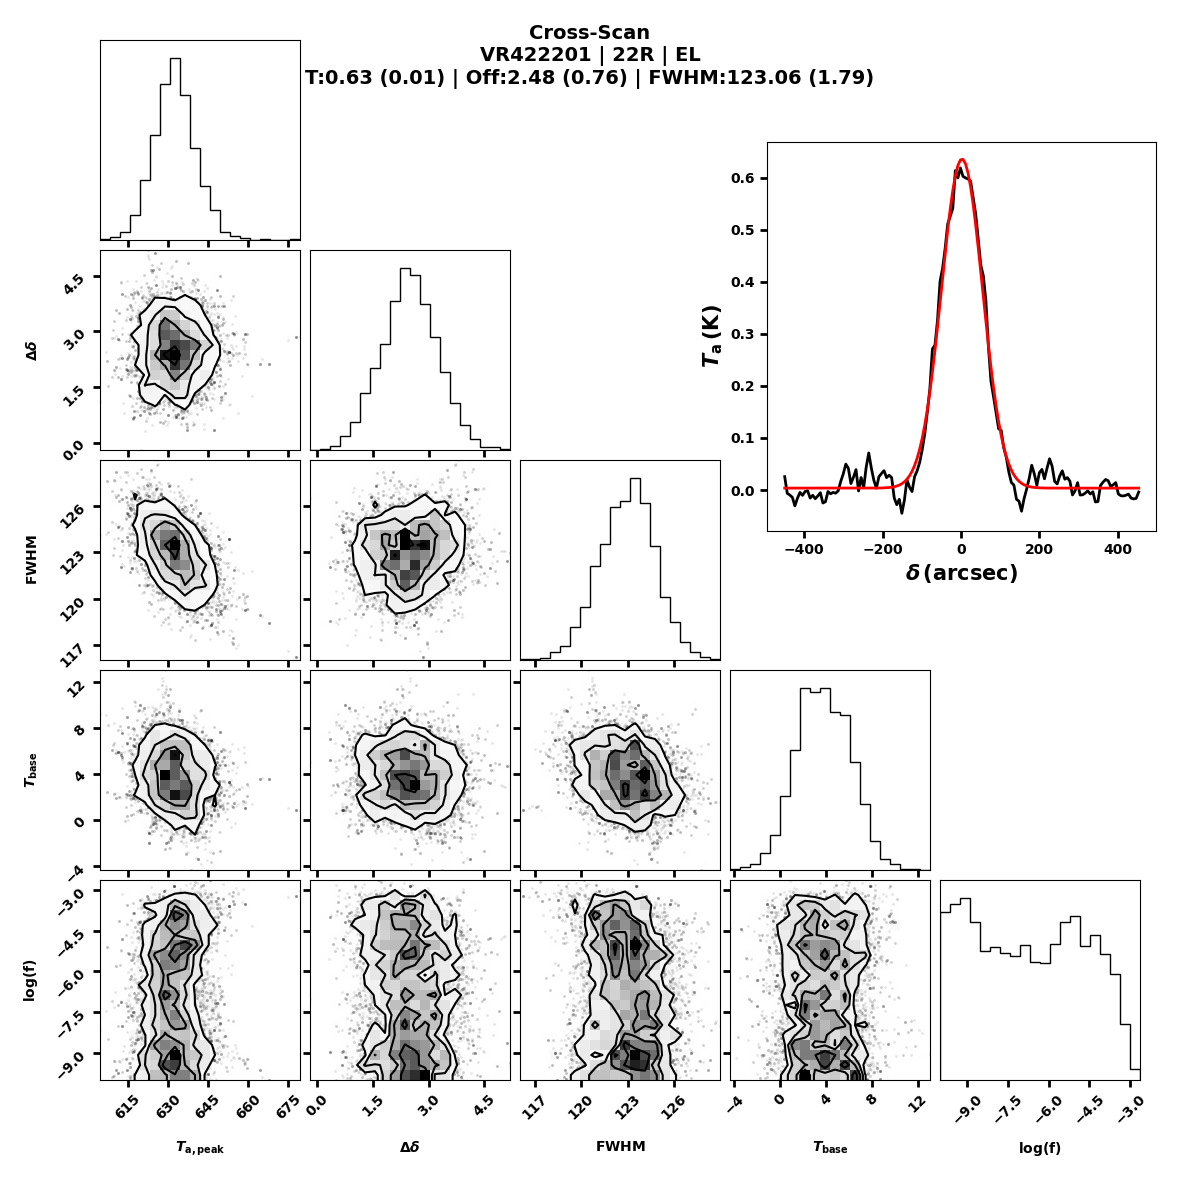 Cross-Scan
VR422201 | 22R | EL
T:0.63 (0.01) | Off:2.48 (0.76) | FWHM:123.06 (1.79)
0.6
0.5
0.4
0.3
0.2
0.1
0.0
Ta (K)
−400 −200 0 200 400
δ (arcsec)
4.5
3.0
1.5
0.0
Δδ
126
123
120
117
FWHM
12
8
4
0
−4
Tbase
−3.0
−4.5
−6.0
−7.5
−9.0
log(f)
615 630 645 660 675 0.0 1.5 3.0 4.5 117 120 123 126 −4 0 4 8 12 −9.0 −7.5 −6.0 −4.5 −3.0
Ta,peak Δδ FWHM Tbase log(f)